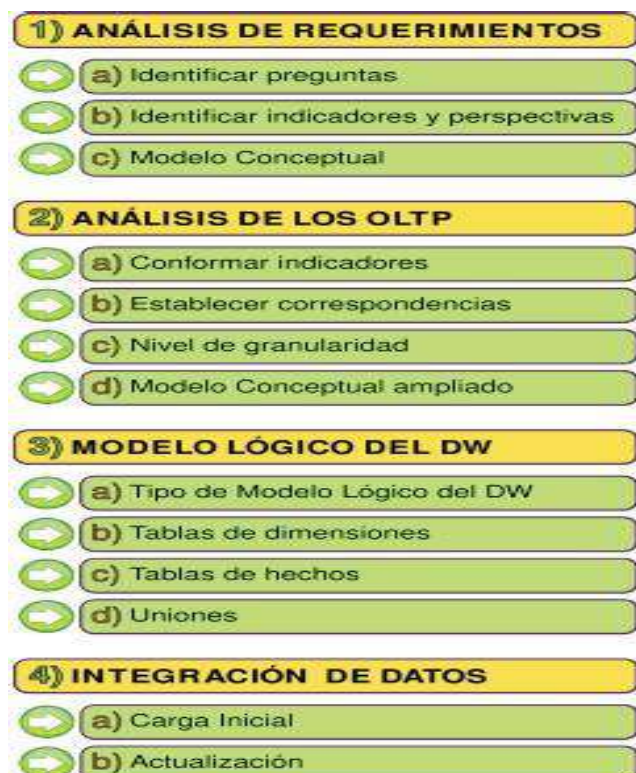 1) ANÁLISIS DE REQUERIMIENTOS
a) Identificar preguntas
b) Identificar indicadores y perspectivas
c) Modelo Conceptual
2) ANÁLISIS DE LOS OLTP
a) Conformar indicadores
b) Establecer correspondencias
c) Nivel de granularidad
d) Modelo Conceptual ampliado
3) MODELO LÓGICO DEL DW
a) Tipo de Modelo Lógico del DW
b) Tablas de dimensiones
c) Tablas de hechos
d) Uniones
4) INTEGRACIÓN DE DATOS
a) Carga Inicial
b) Actualización